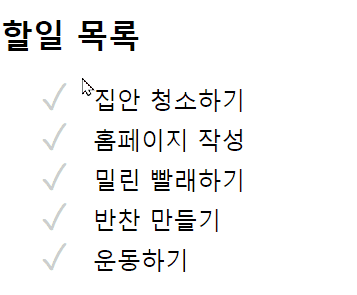 할일 목록
✓ 집안 청소하기
✓ 홈페이지 작성
✓ 밀린 빨래하기
✓ 반찬 만들기
✓ 운동하기